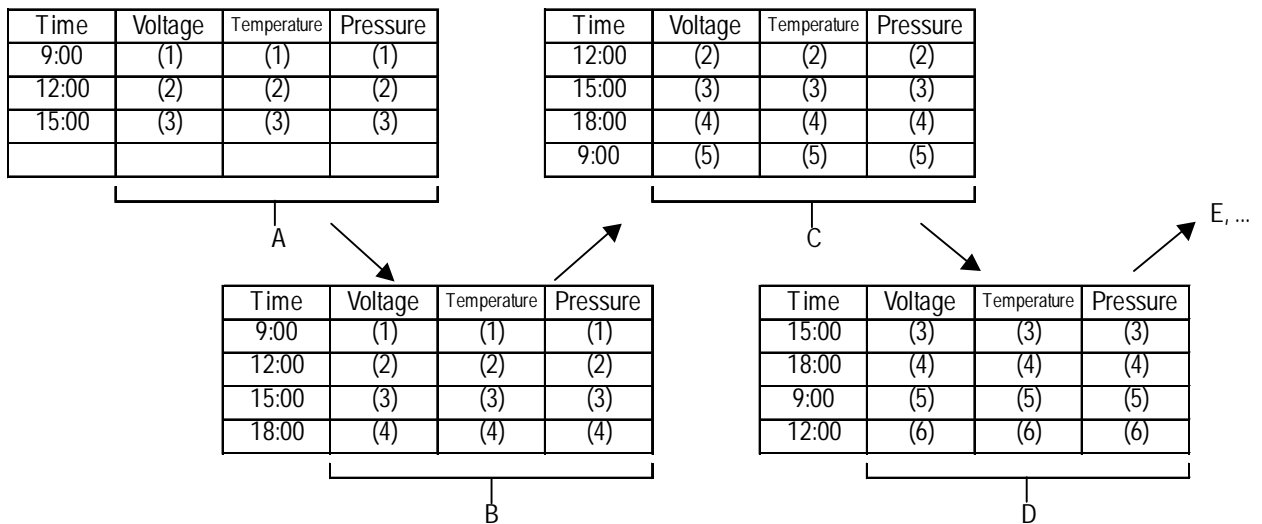 Time Voltage Temperature Pressure
9:00 (1) (1) (1)
12:00 (2) (2) (2)
15:00 (3) (3) (3)
A
Time Voltage Temperature Pressure
9:00 (1) (1) (1)
12:00 (2) (2) (2)
15:00 (3) (3) (3)
18:00 (4) (4) (4)
B
Time Voltage Temperature Pressure
12:00 (2) (2) (2)
15:00 (3) (3) (3)
18:00 (4) (4) (4)
9:00 (5) (5) (5)
C
Time Voltage Temperature Pressure
15:00 (3) (3) (3)
18:00 (4) (4) (4)
9:00 (5) (5) (5)
12:00 (6) (6) (6)
D
E, ...